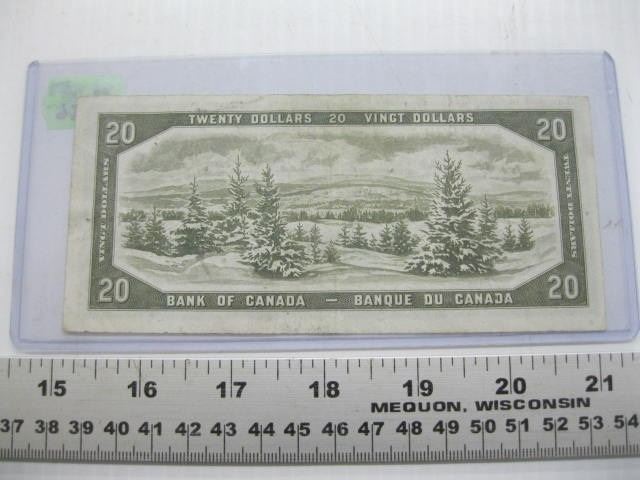 TWENTY DOLLARS 20 VINGT DOLLARS
20 20
VINGT DOLLARS
TWENTY DOLLARS
20 20
BANK OF CANADA — BANQUE DU CANADA
15 16 17 18 19 20 21
MEQUON, WISCONSIN
37 38 39 40 41 42 43 44 45 46 47 48 49 50 51 52 53 54